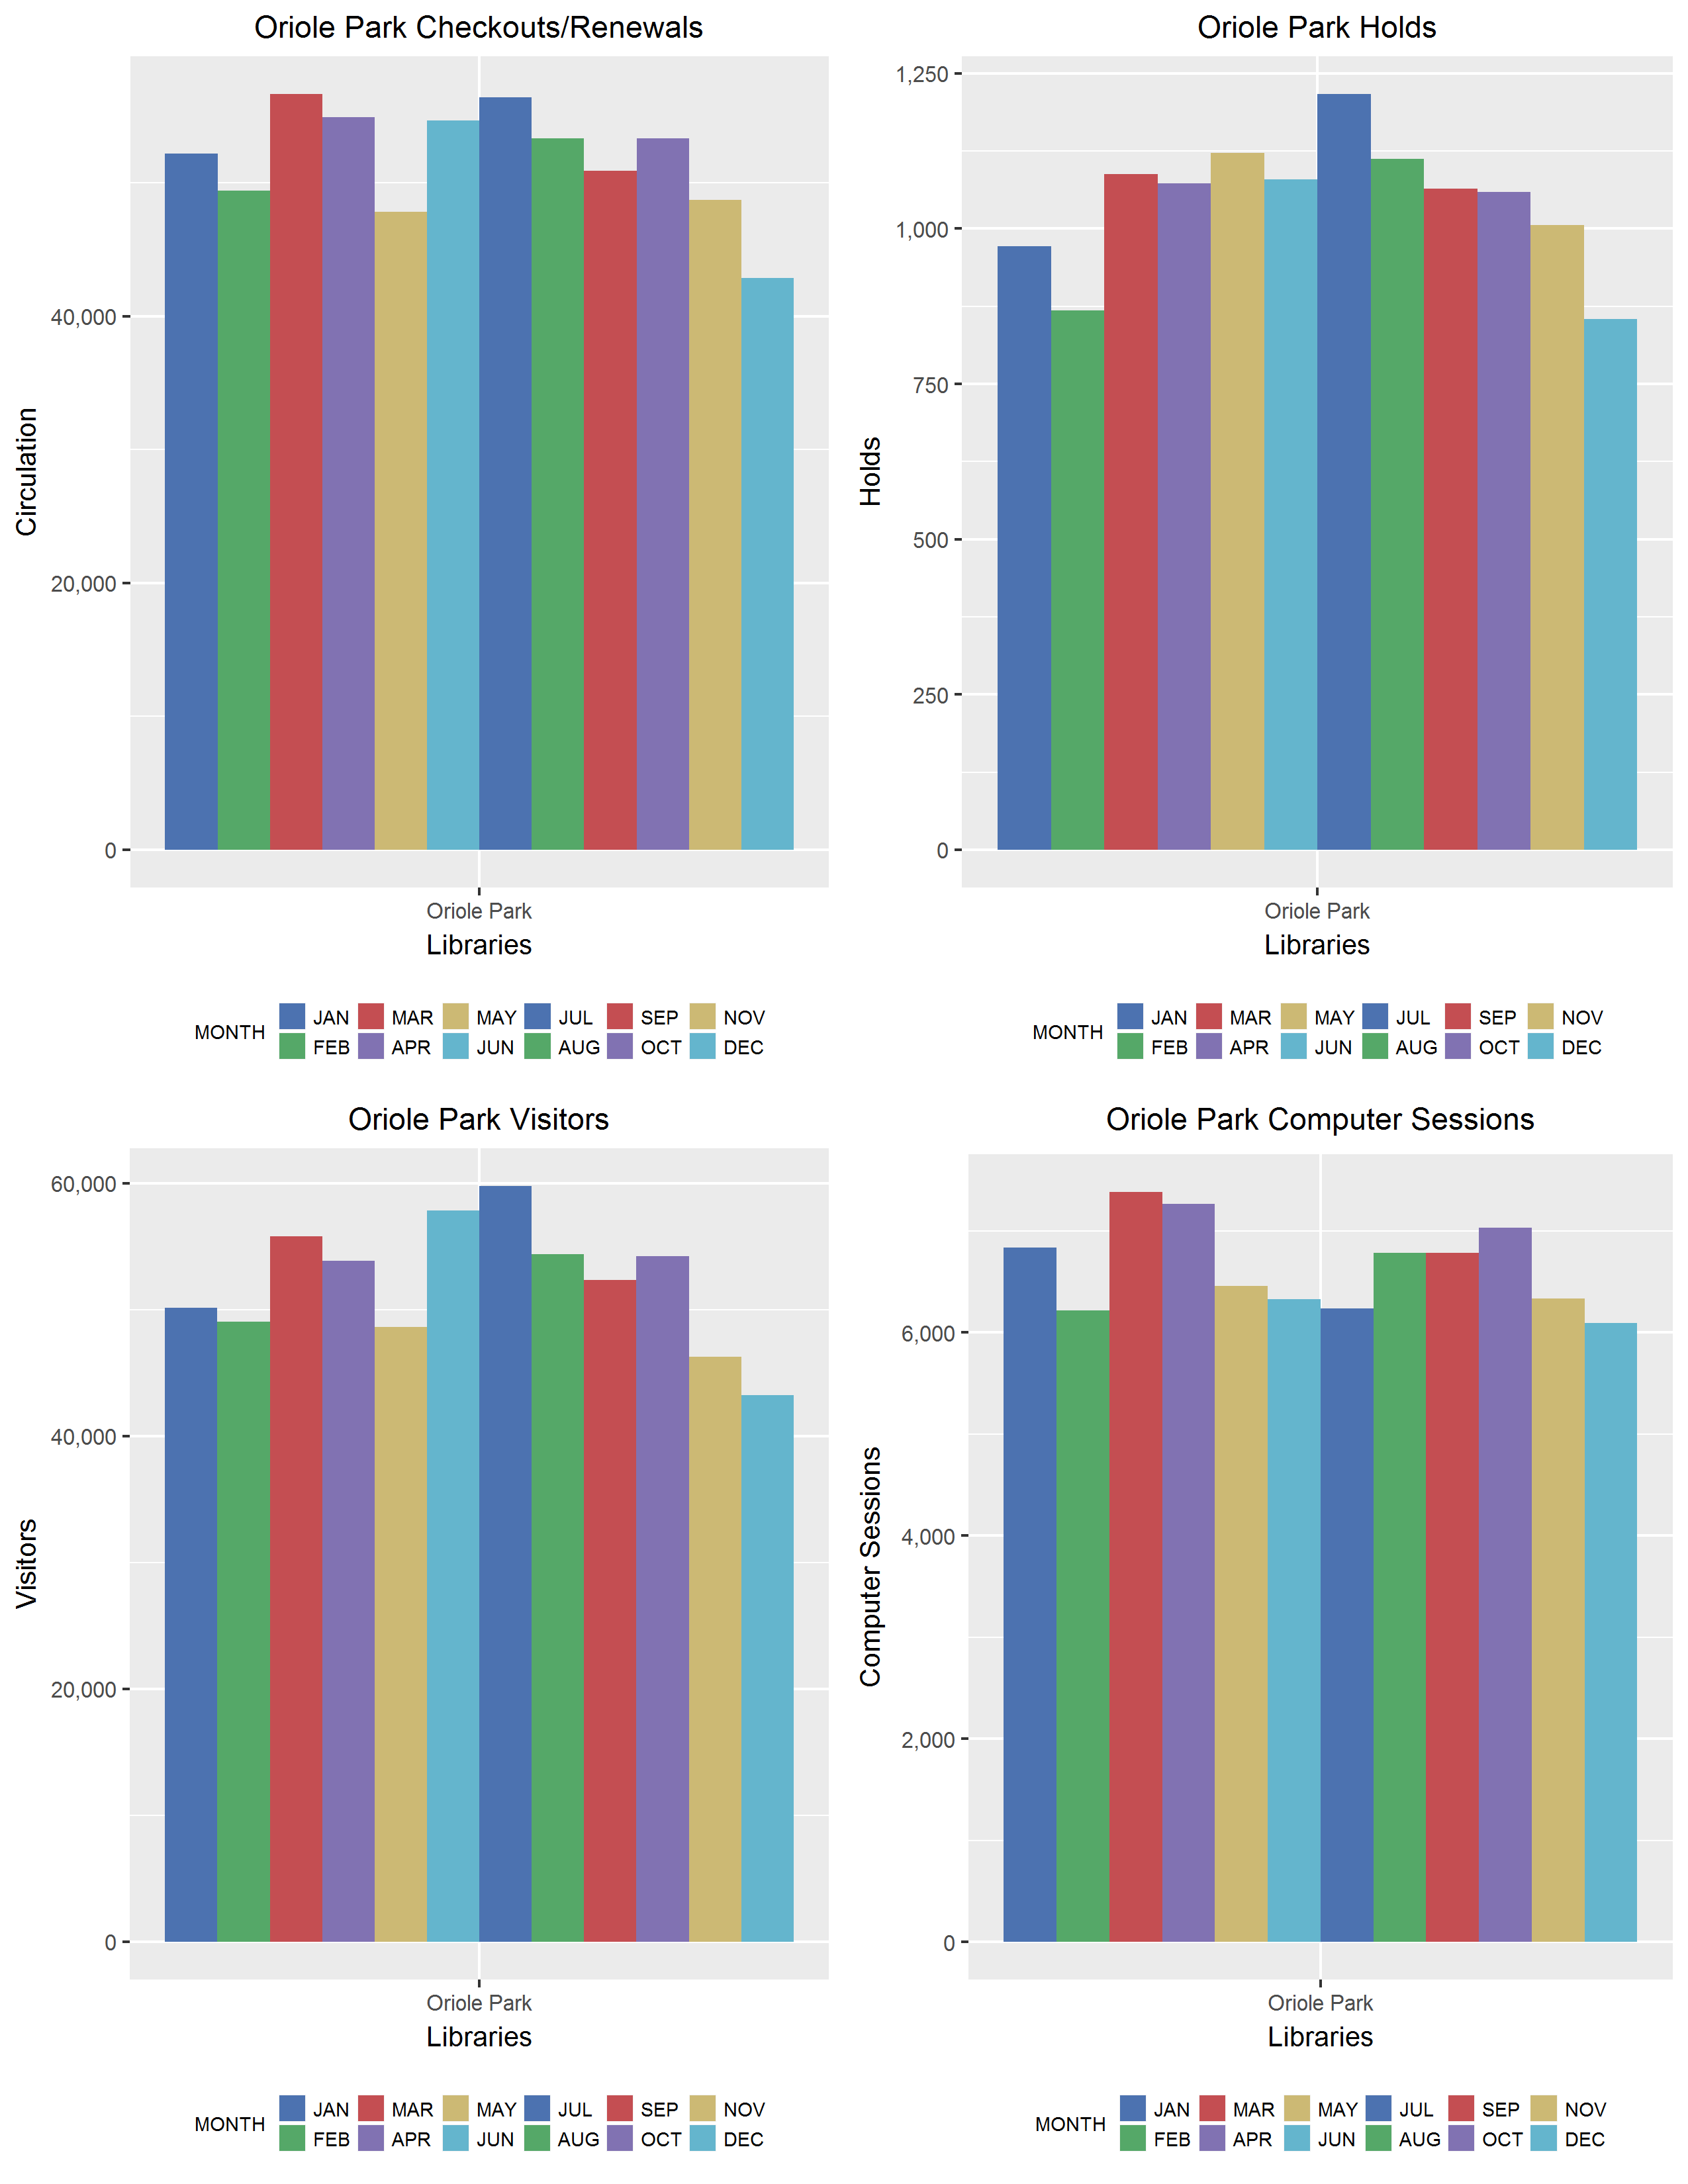 Oriole Park Checkouts/Renewals
Circulation
40,000
20,000
0
Oriole Park
Libraries
MONTH
JAN MAR MAY JUL SEP NOV
FEB APR JUN AUG OCT DEC
Oriole Park Holds
Holds
1,250
1,000
750
500
250
0
Oriole Park
Libraries
MONTH
JAN MAR MAY JUL SEP NOV
FEB APR JUN AUG OCT DEC
Oriole Park Visitors
Visitors
60,000
40,000
20,000
0
Oriole Park
Libraries
MONTH
JAN MAR MAY JUL SEP NOV
FEB APR JUN AUG OCT DEC
Oriole Park Computer Sessions
Computer Sessions
6,000
4,000
2,000
0
Oriole Park
Libraries
MONTH
JAN MAR MAY JUL SEP NOV
FEB APR JUN AUG OCT DEC